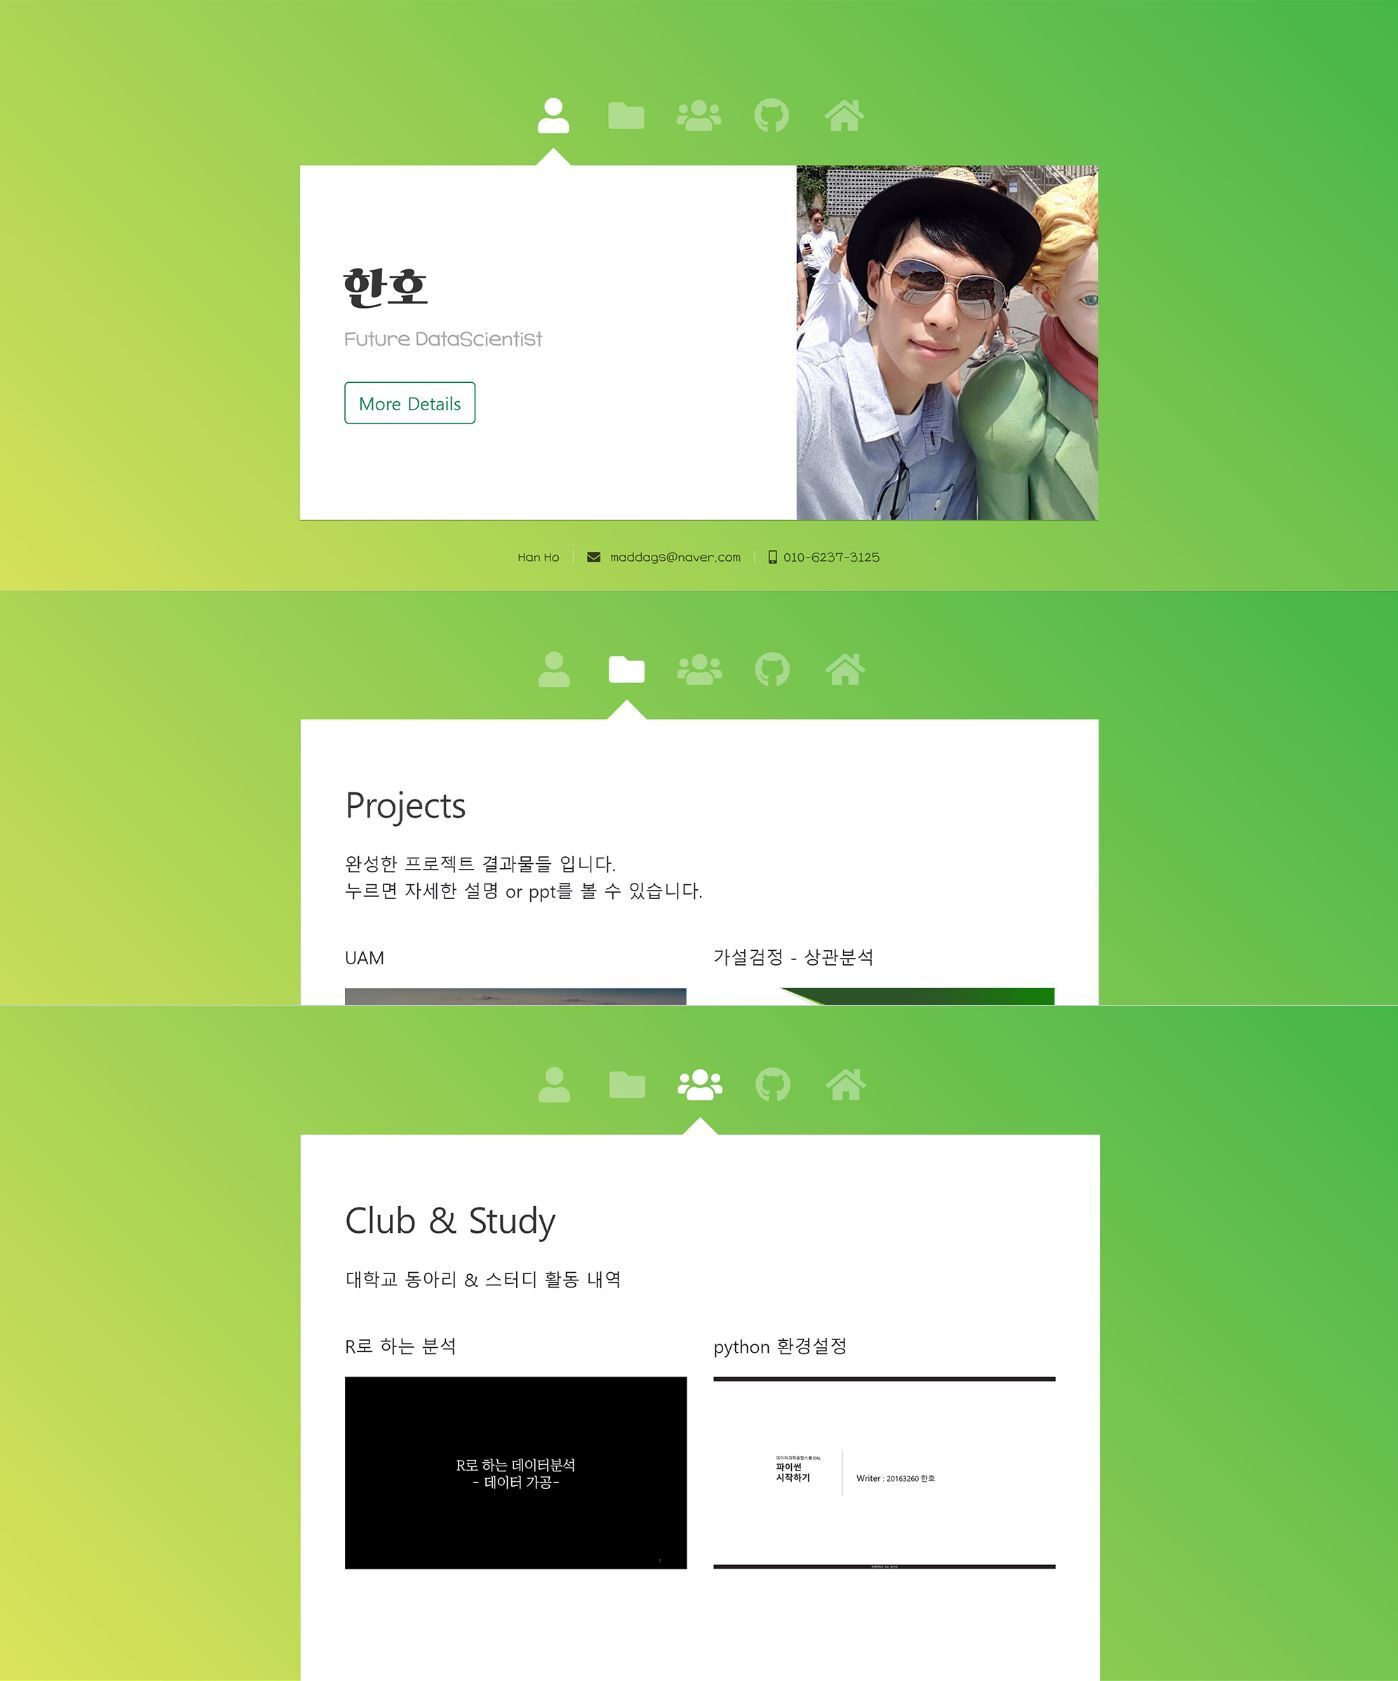 한호
Future DataScientist
More Details
Han Ho
maddags@naver.com
010-6237-3125
Projects
완성한 프로젝트 결과물들 입니다.
누르면 자세한 설명 or ppt를 볼 수 있습니다.
UAM
가설검정 - 상관분석
Club & Study
대학교 동아리 & 스터디 활동 내역
R로 하는 분석
python 환경설정
R로 하는 데이터분석
- 데이터 가공-
파이썬
시작하기
Writer : 20163260 한호